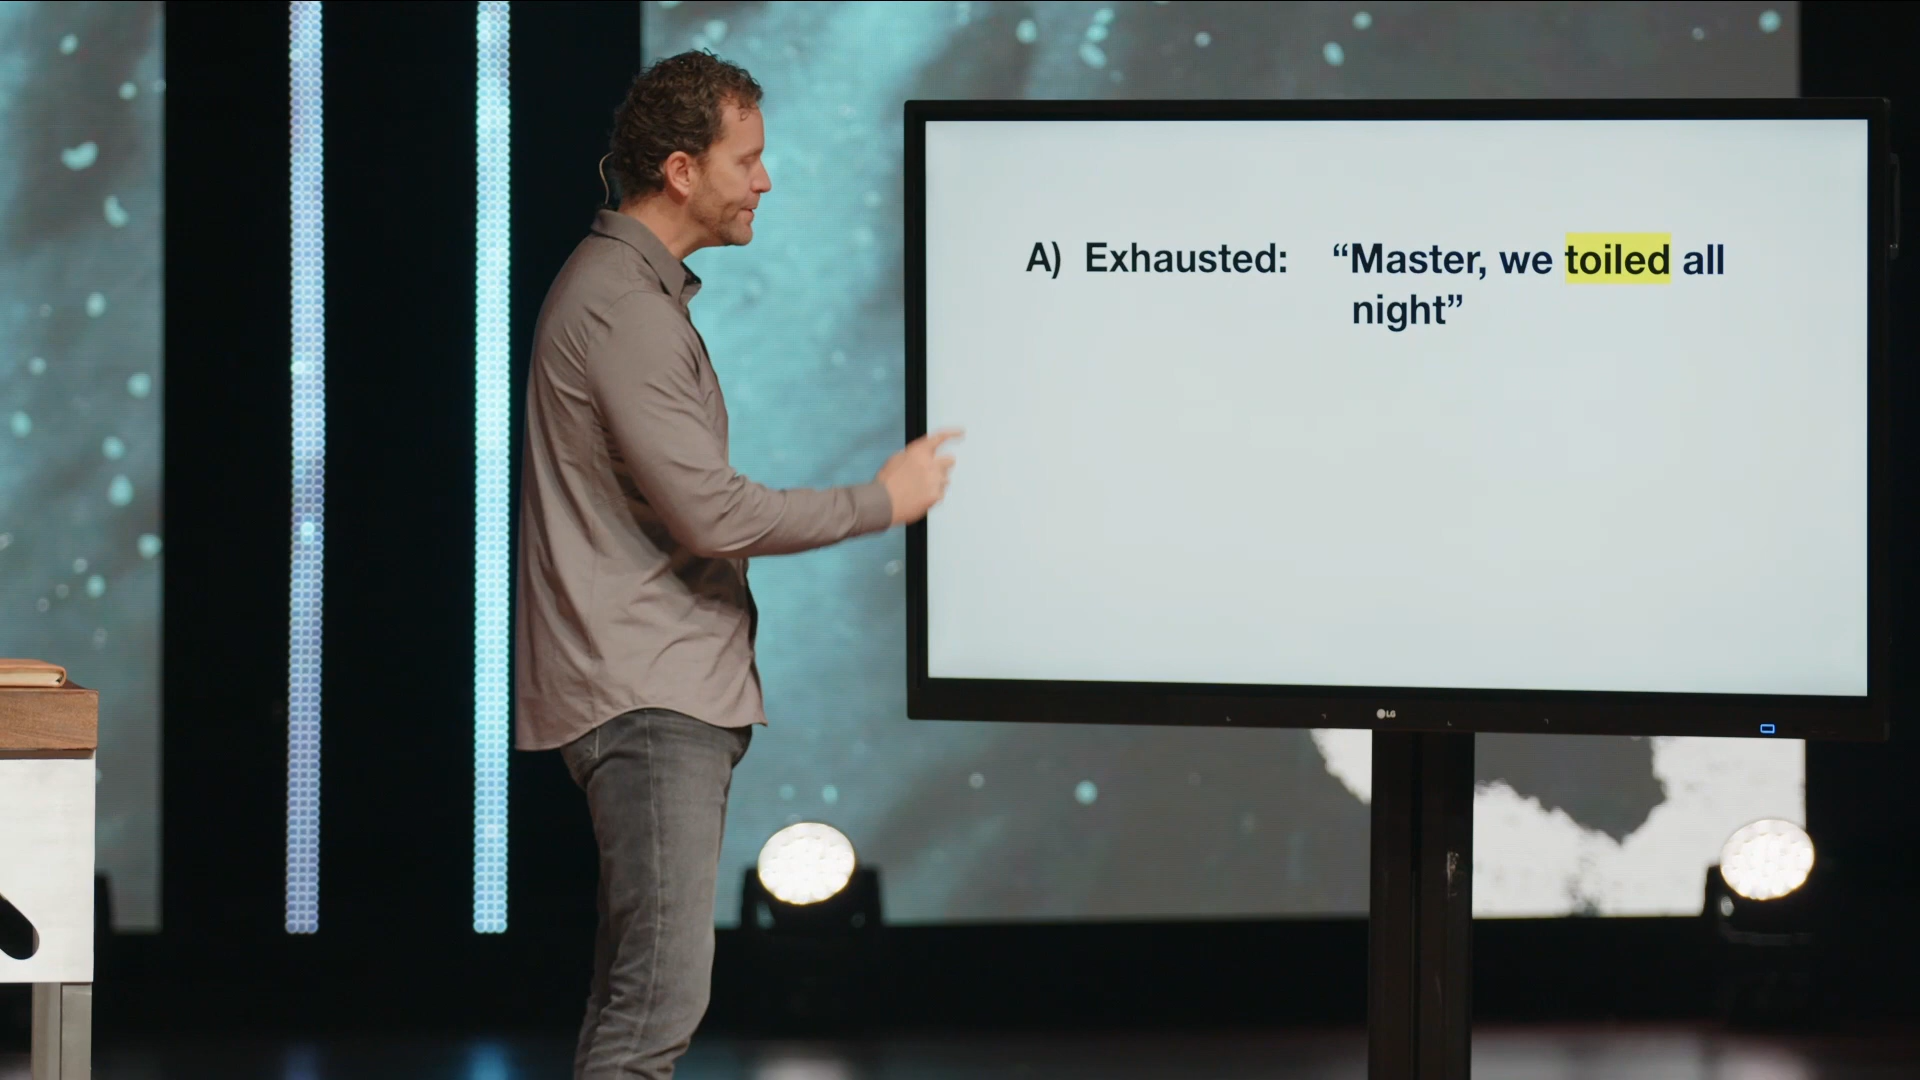 A) Exhausted: “Master, we toiled all
night”
LG